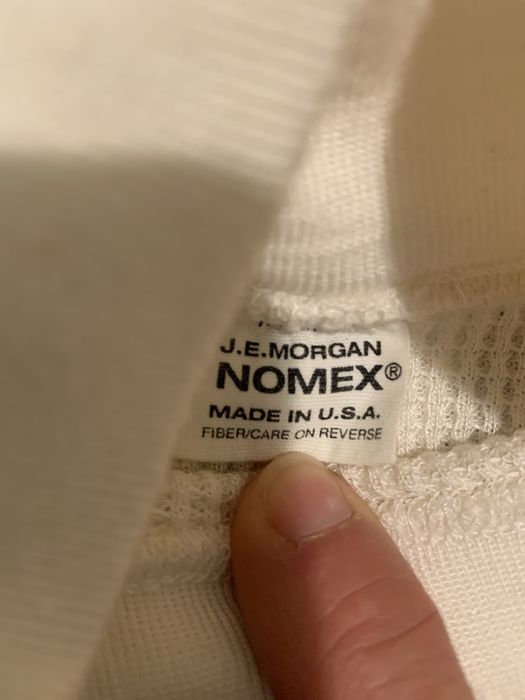 J.E.MORGAN
NOMEX®
MADE IN U.S.A.
FIBER/CARE ON REVERSE